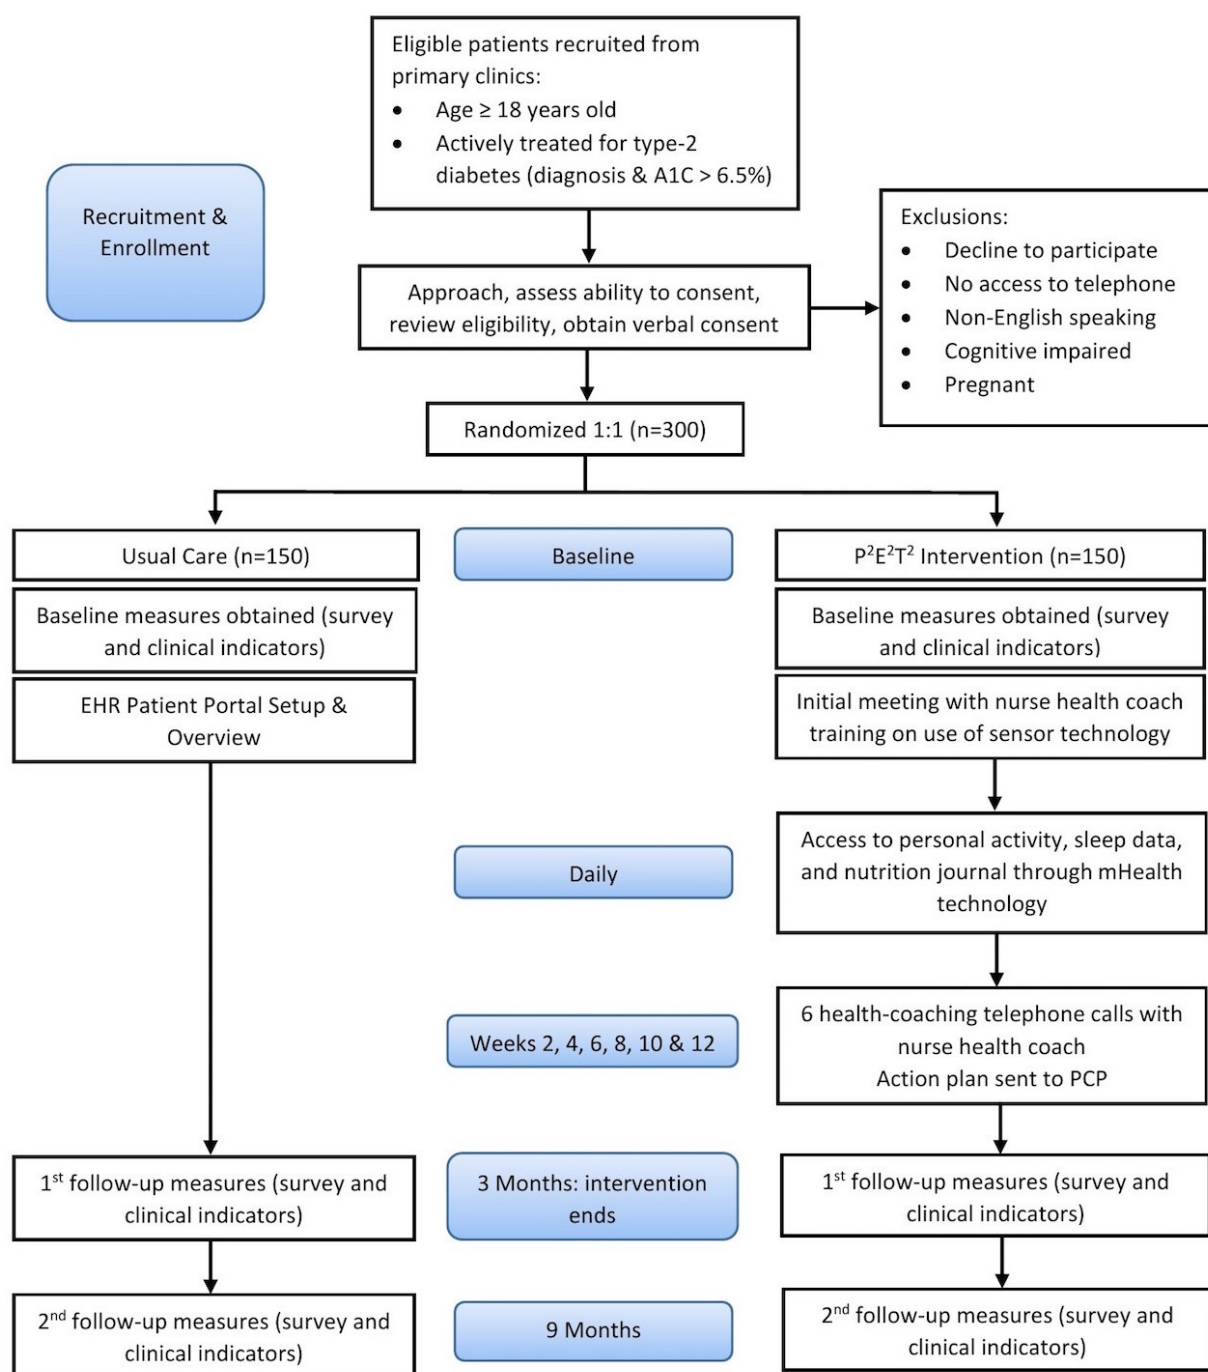 Eligible patients recruited from
primary clinics:
• Age ≥ 18 years old
• Actively treated for type-2
diabetes (diagnosis & A1C > 6.5%)
Recruitment &
Enrollment
Exclusions:
• Decline to participate
• No access to telephone
• Non-English speaking
• Cognitive impaired
• Pregnant
Approach, assess ability to consent,
review eligibility, obtain verbal consent
Randomized 1:1 (n=300)
Usual Care (n=150)
Baseline
P²E²T² Intervention (n=150)
Baseline measures obtained (survey
and clinical indicators)
Baseline measures obtained (survey
and clinical indicators)
EHR Patient Portal Setup &
Overview
Initial meeting with nurse health coach
training on use of sensor technology
Daily
Access to personal activity, sleep data,
and nutrition journal through mHealth
technology
Weeks 2, 4, 6, 8, 10 & 12
6 health-coaching telephone calls with
nurse health coach
Action plan sent to PCP
1st follow-up measures (survey and
clinical indicators)
3 Months: intervention
ends
1st follow-up measures (survey and
clinical indicators)
2nd follow-up measures (survey and
clinical indicators)
9 Months
2nd follow-up measures (survey and
clinical indicators)